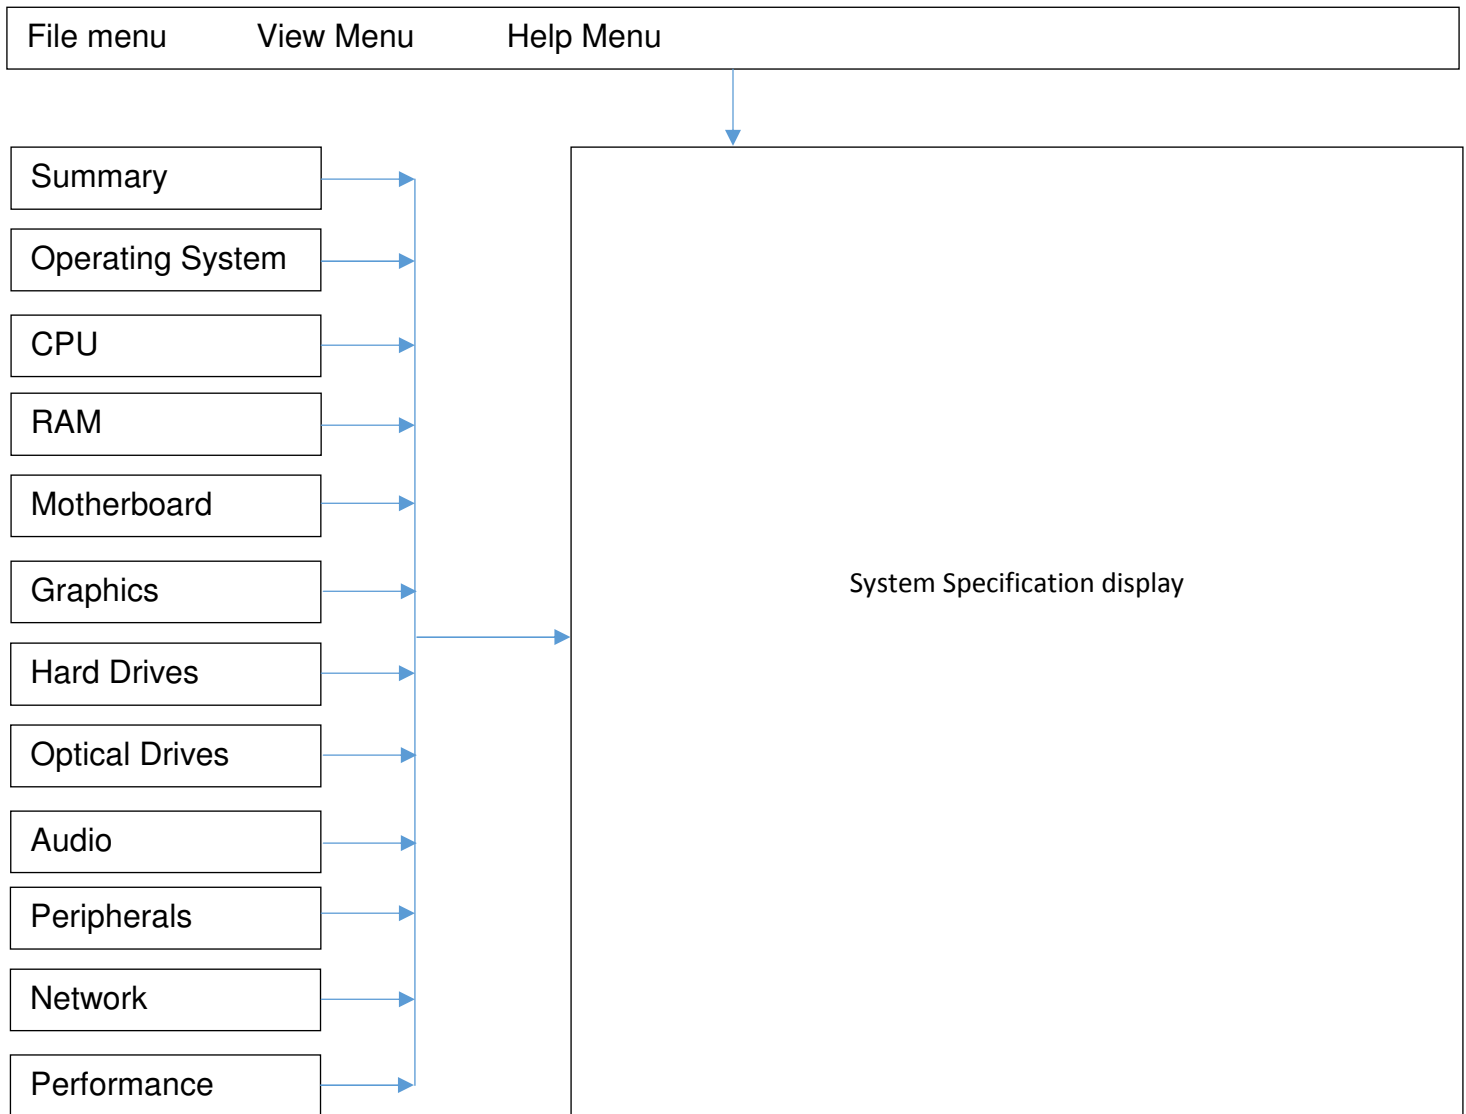 File menu View Menu Help Menu
Summary
Operating System
CPU
RAM
Motherboard
Graphics
System Specification display
Hard Drives
Optical Drives
Audio
Peripherals
Network
Performance